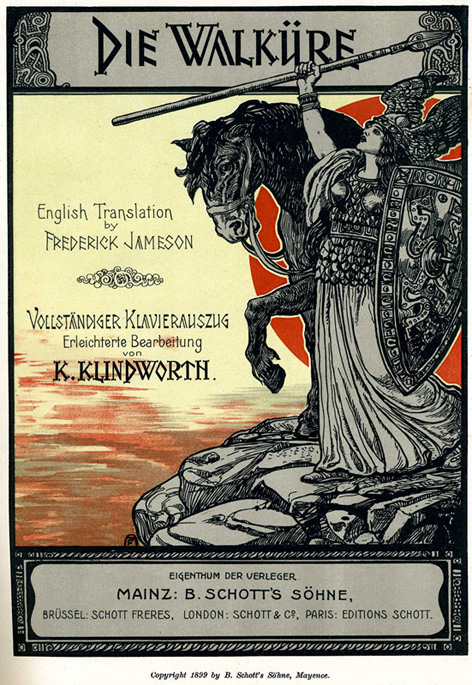 DIE WALKÜRE
English Translation
by
FREDERICK JAMESON
VOLLSTÄNDIGER KLAVIERAUSZUG
Erleichterte Bearbeitung
von
K. KLINDWORTH.
EIGENTHUM DER VERLEGER
MAINZ: B. SCHOTT'S SÖHNE,
BRÜSSEL: SCHOTT FRERES, LONDON: SCHOTT & Cº, PARIS: EDITIONS SCHOTT.
Copyright 1899 by B. Schott's Söhne, Mayence.